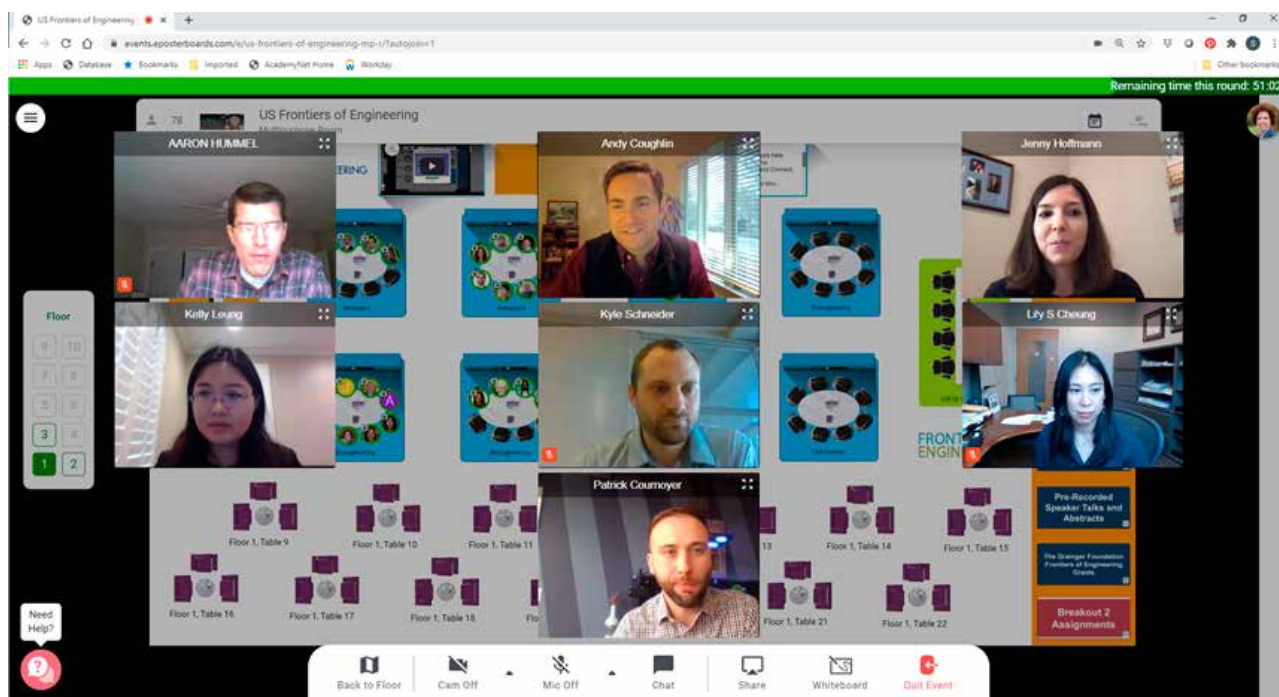 US Frontiers of Engineering
events.eposterboards.com/e/us-frontiers-of-engineering-mp-r/?autojoin=1
Apps Database Bookmarks Imported AcademyNet Home Workday Other bookmarks
Remaining time this round: 51:02
78 US Frontiers of Engineering
AARON HUMMEL
Andy Coughlin
Jenny Hoffmann
ERING
Kelly Leung
Kyle Schneider
Lily S Cheung
Floor
9 10
7 8
3
1 2
FRONT
ENGIN
Patrick Cournoyer
Pre-Recorded
Speaker Talks and
Abstracts
Floor 1, Table 9
Floor 1, Table 10
Floor 1, Table 11
13
Floor 1, Table 14
Floor 1, Table 15
The Grainger Foundation
Frontiers of Engineering
Grants
Floor 1, Table 16
Floor 1, Table 17
Floor 1, Table 18
Flo
Floor 1, Table 21
Floor 1, Table 22
Breakout 2
Assignments
Need
Help?
Back to Floor
Cam Off
Mic Off
Chat
Share
Whiteboard
Quit Event